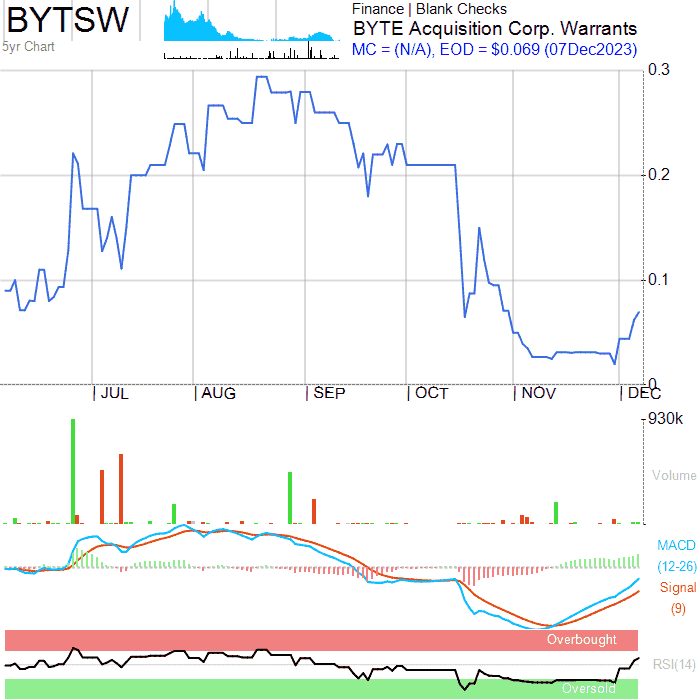 BYTSW
5yr Chart
Finance | Blank Checks
BYTE Acquisition Corp. Warrants
MC = (N/A), EOD = $0.069 (07Dec2023)
0.3
0.2
0.1
0
JUL AUG SEP OCT NOV DEC
930k
Volume
MACD
(12-26)
Signal
(9)
Overbought
RSI(14)
Oversold